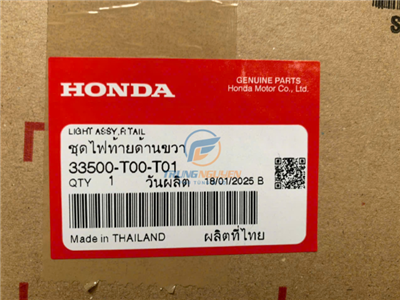 HONDA
GENUINE PARTS
Honda Motor Co., Ltd.
LIGHT ASSY,R TAIL
ชุดไฟท้ายด้านขวา
33500-T00-T01
TRUNG NGUYEN
QTY 1 วันผลิต 18/01/2025 B
Made in THAILAND ผลิตที่ไทย